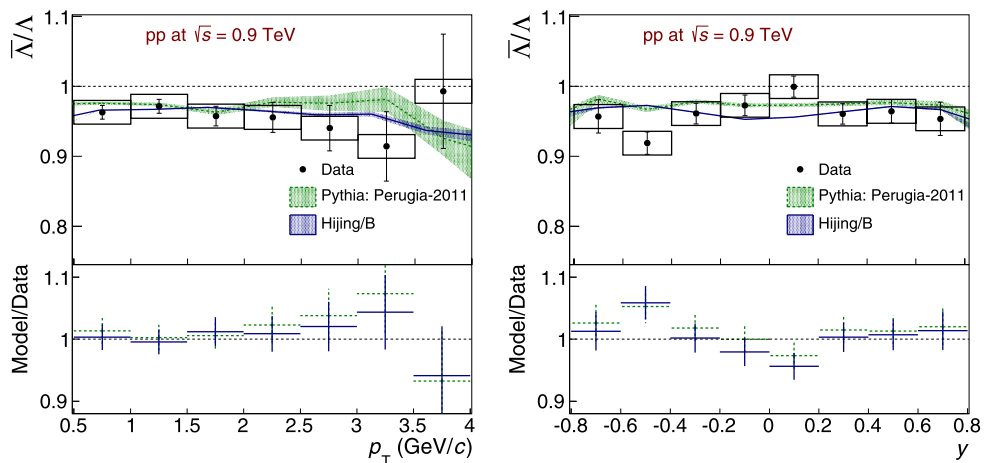 Λ̅/Λ
1.1
1
0.9
0.8
pp at √s = 0.9 TeV
Data
Pythia: Perugia-2011
Hijing/B
Model/Data
1.1
1
0.9
0.5 1 1.5 2 2.5 3 3.5 4
p_T (GeV/c)
Λ̅/Λ
1.1
1
0.9
0.8
pp at √s = 0.9 TeV
Data
Pythia: Perugia-2011
Hijing/B
Model/Data
1.1
1
0.9
-0.8 -0.6 -0.4 -0.2 0 0.2 0.4 0.6 0.8
y